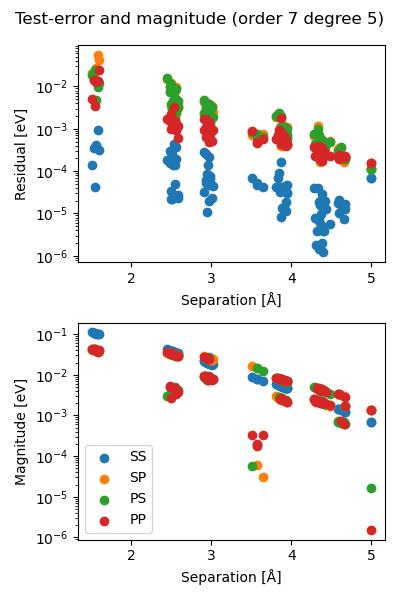 Test-error and magnitude (order 7 degree 5)
10⁻²
10⁻³
10⁻⁴
10⁻⁵
10⁻⁶
Residual [eV]
2 3 4 5
Separation [Å]
10⁻¹
10⁻²
10⁻³
10⁻⁴
10⁻⁵
10⁻⁶
Magnitude [eV]
SS
SP
PS
PP
2 3 4 5
Separation [Å]